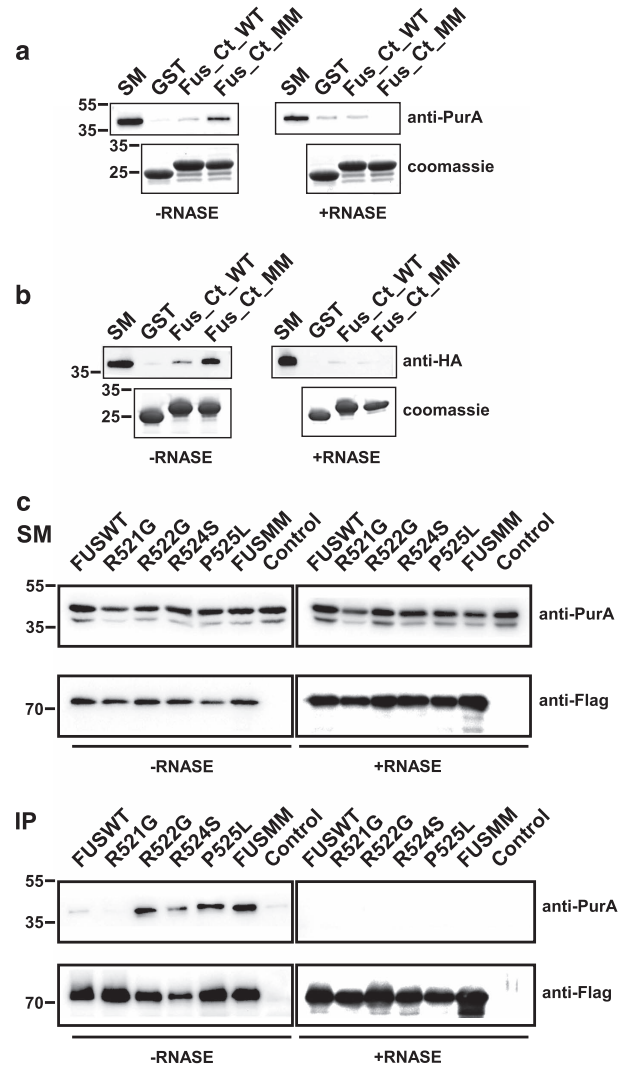 a
SM GST Fus_Ct_WT Fus_Ct_MM SM GST Fus_Ct_WT Fus_Ct_MM
55
35
anti-PurA
35
25
coomassie
-RNASE +RNASE
b
SM GST Fus_Ct_WT Fus_Ct_MM SM GST Fus_Ct_WT Fus_Ct_MM
35
anti-HA
35
25
coomassie
-RNASE +RNASE
c
SM
FUSWT R521G R522G R524S P525L FUSMM Control FUSWT R521G R522G R524S P525L FUSMM Control
55
35
anti-PurA
70
anti-Flag
-RNASE +RNASE
IP
FUSWT R521G R522G R524S P525L FUSMM Control FUSWT R521G R522G R524S P525L FUSMM Control
55
35
anti-PurA
70
anti-Flag
-RNASE +RNASE